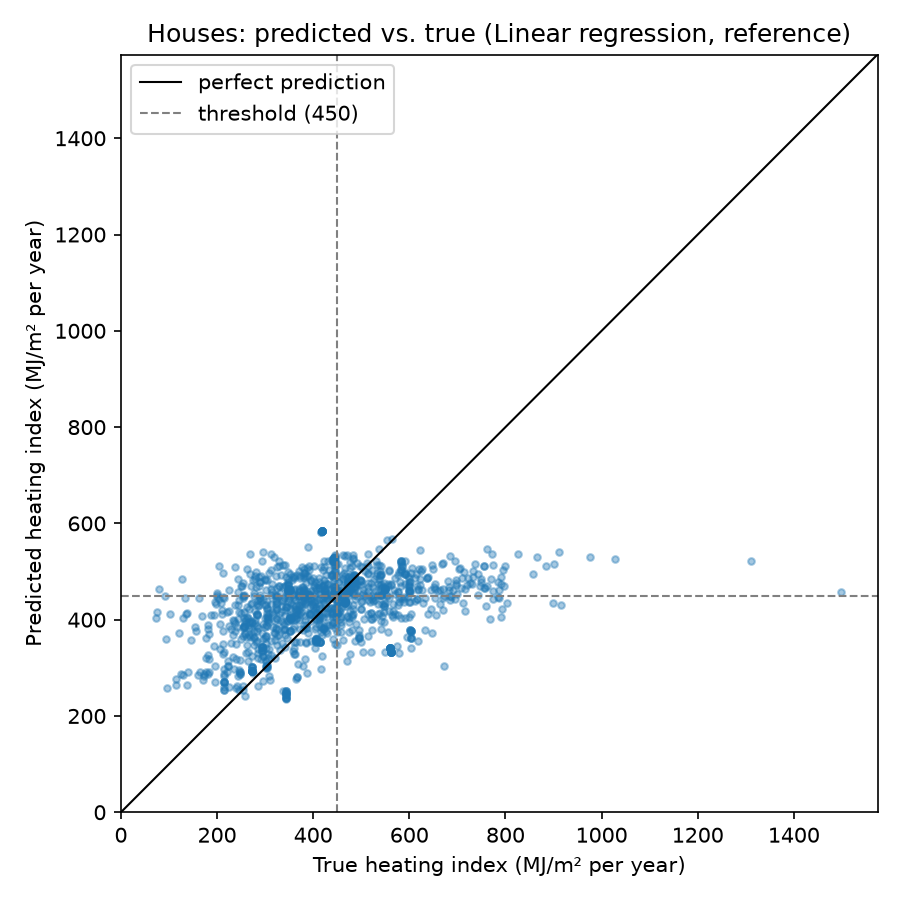 Houses: predicted vs. true (Linear regression, reference)
perfect prediction
threshold (450)
Predicted heating index (MJ/m² per year)
1400
1200
1000
800
600
400
200
0
0 200 400 600 800 1000 1200 1400
True heating index (MJ/m² per year)